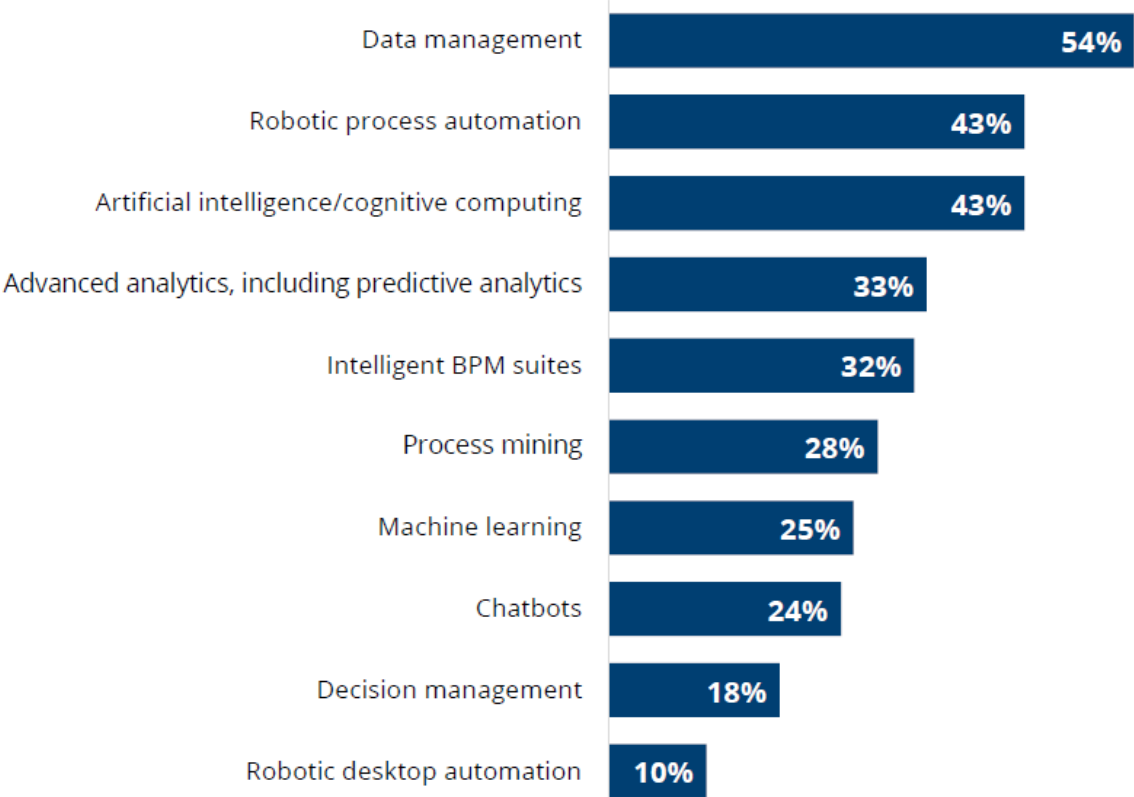 Data management 54%
Robotic process automation 43%
Artificial intelligence/cognitive computing 43%
Advanced analytics, including predictive analytics 33%
Intelligent BPM suites 32%
Process mining 28%
Machine learning 25%
Chatbots 24%
Decision management 18%
Robotic desktop automation 10%